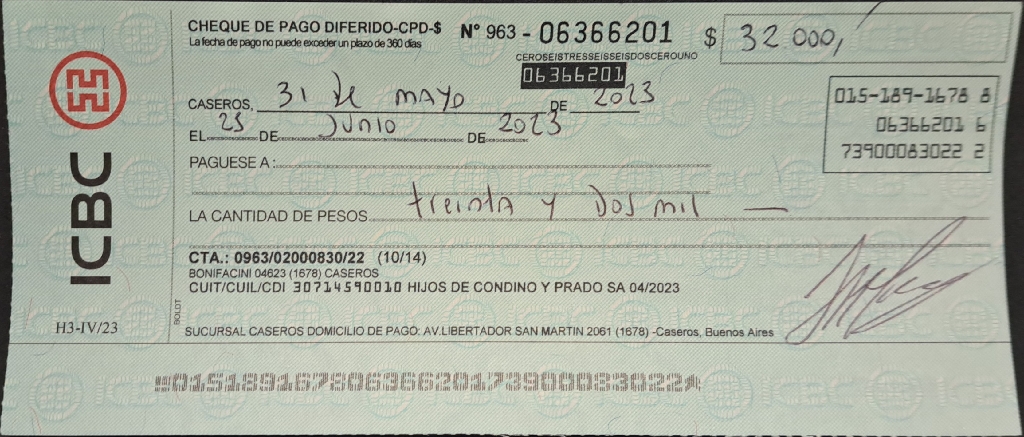 CHEQUE DE PAGO DIFERIDO-CPD-$ N° 963 - 06366201 $ 32 000,
La fecha de pago no puede exceder un plazo de 360 días
CEROSEISTRESSEISSEISDOSCEROUNO
06366201
CASEROS, 31 de MAYO DE 2023
015-189-1678 8
06366201 6
73900083022 2
EL 25 DE JUNIO DE 2023
PAGUESE A :
LA CANTIDAD DE PESOS treinta y Dos mil —
ICBC
CTA.: 0963/02000830/22 (10/14)
BONIFACINI 04623 (1678) CASEROS
CUIT/CUIL/CDI 30714590010 HIJOS DE CONDINO Y PRADO SA 04/2023
BOLDT
H3-IV/23
SUCURSAL CASEROS DOMICILIO DE PAGO: AV.LIBERTADOR SAN MARTIN 2061 (1678) -Caseros, Buenos Aires
01518916780636620173900083022